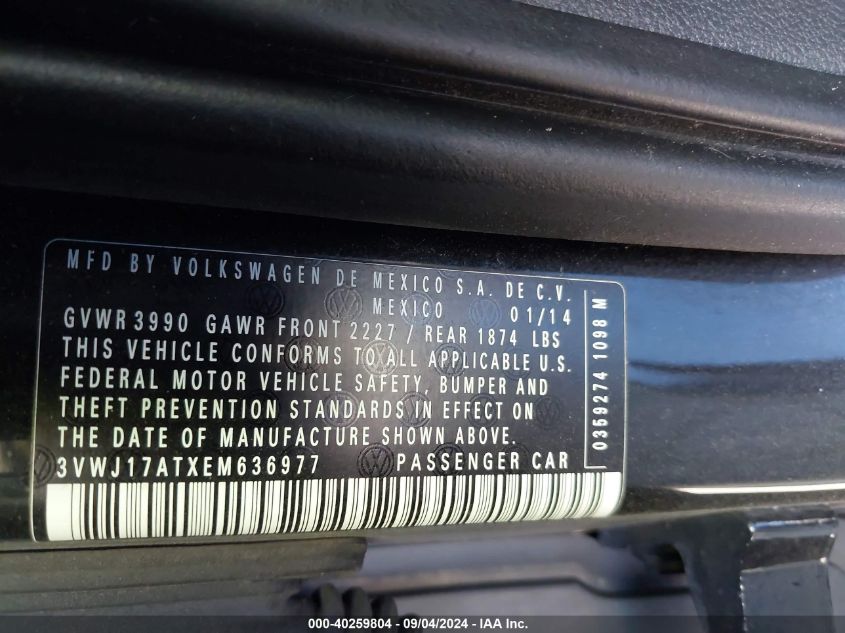 MFD BY VOLKSWAGEN DE MEXICO S.A. DE C.V.
MEXICO 01/14
GVWR 3990 GAWR FRONT 2227 / REAR 1874 LBS
THIS VEHICLE CONFORMS TO ALL APPLICABLE U.S.
FEDERAL MOTOR VEHICLE SAFETY, BUMPER AND
THEFT PREVENTION STANDARDS IN EFFECT ON
THE DATE OF MANUFACTURE SHOWN ABOVE.
3VWJ17ATXEM636977 PASSENGER CAR
0359274 1098 M
000-40259804 - 09/04/2024 - IAA Inc.